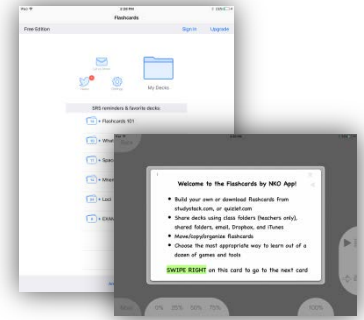 Flashcards
Free Edition
Sign In
Upgrade
My Decks
SRS reminders & favorite decks
Flashcards 101
Welcome to the Flashcards by NKO App!
• Build your own or download flashcards from
studystack.com, or quizlet.com
• Share decks using class folders (teachers only),
shared folders, email, Dropbox, and iTunes
• Move/copy/organize flashcards
• Choose the most appropriate way to learn out of a
dozen of games and tools
SWIPE RIGHT on this card to go to the next card
0% 25% 50% 75%
100%